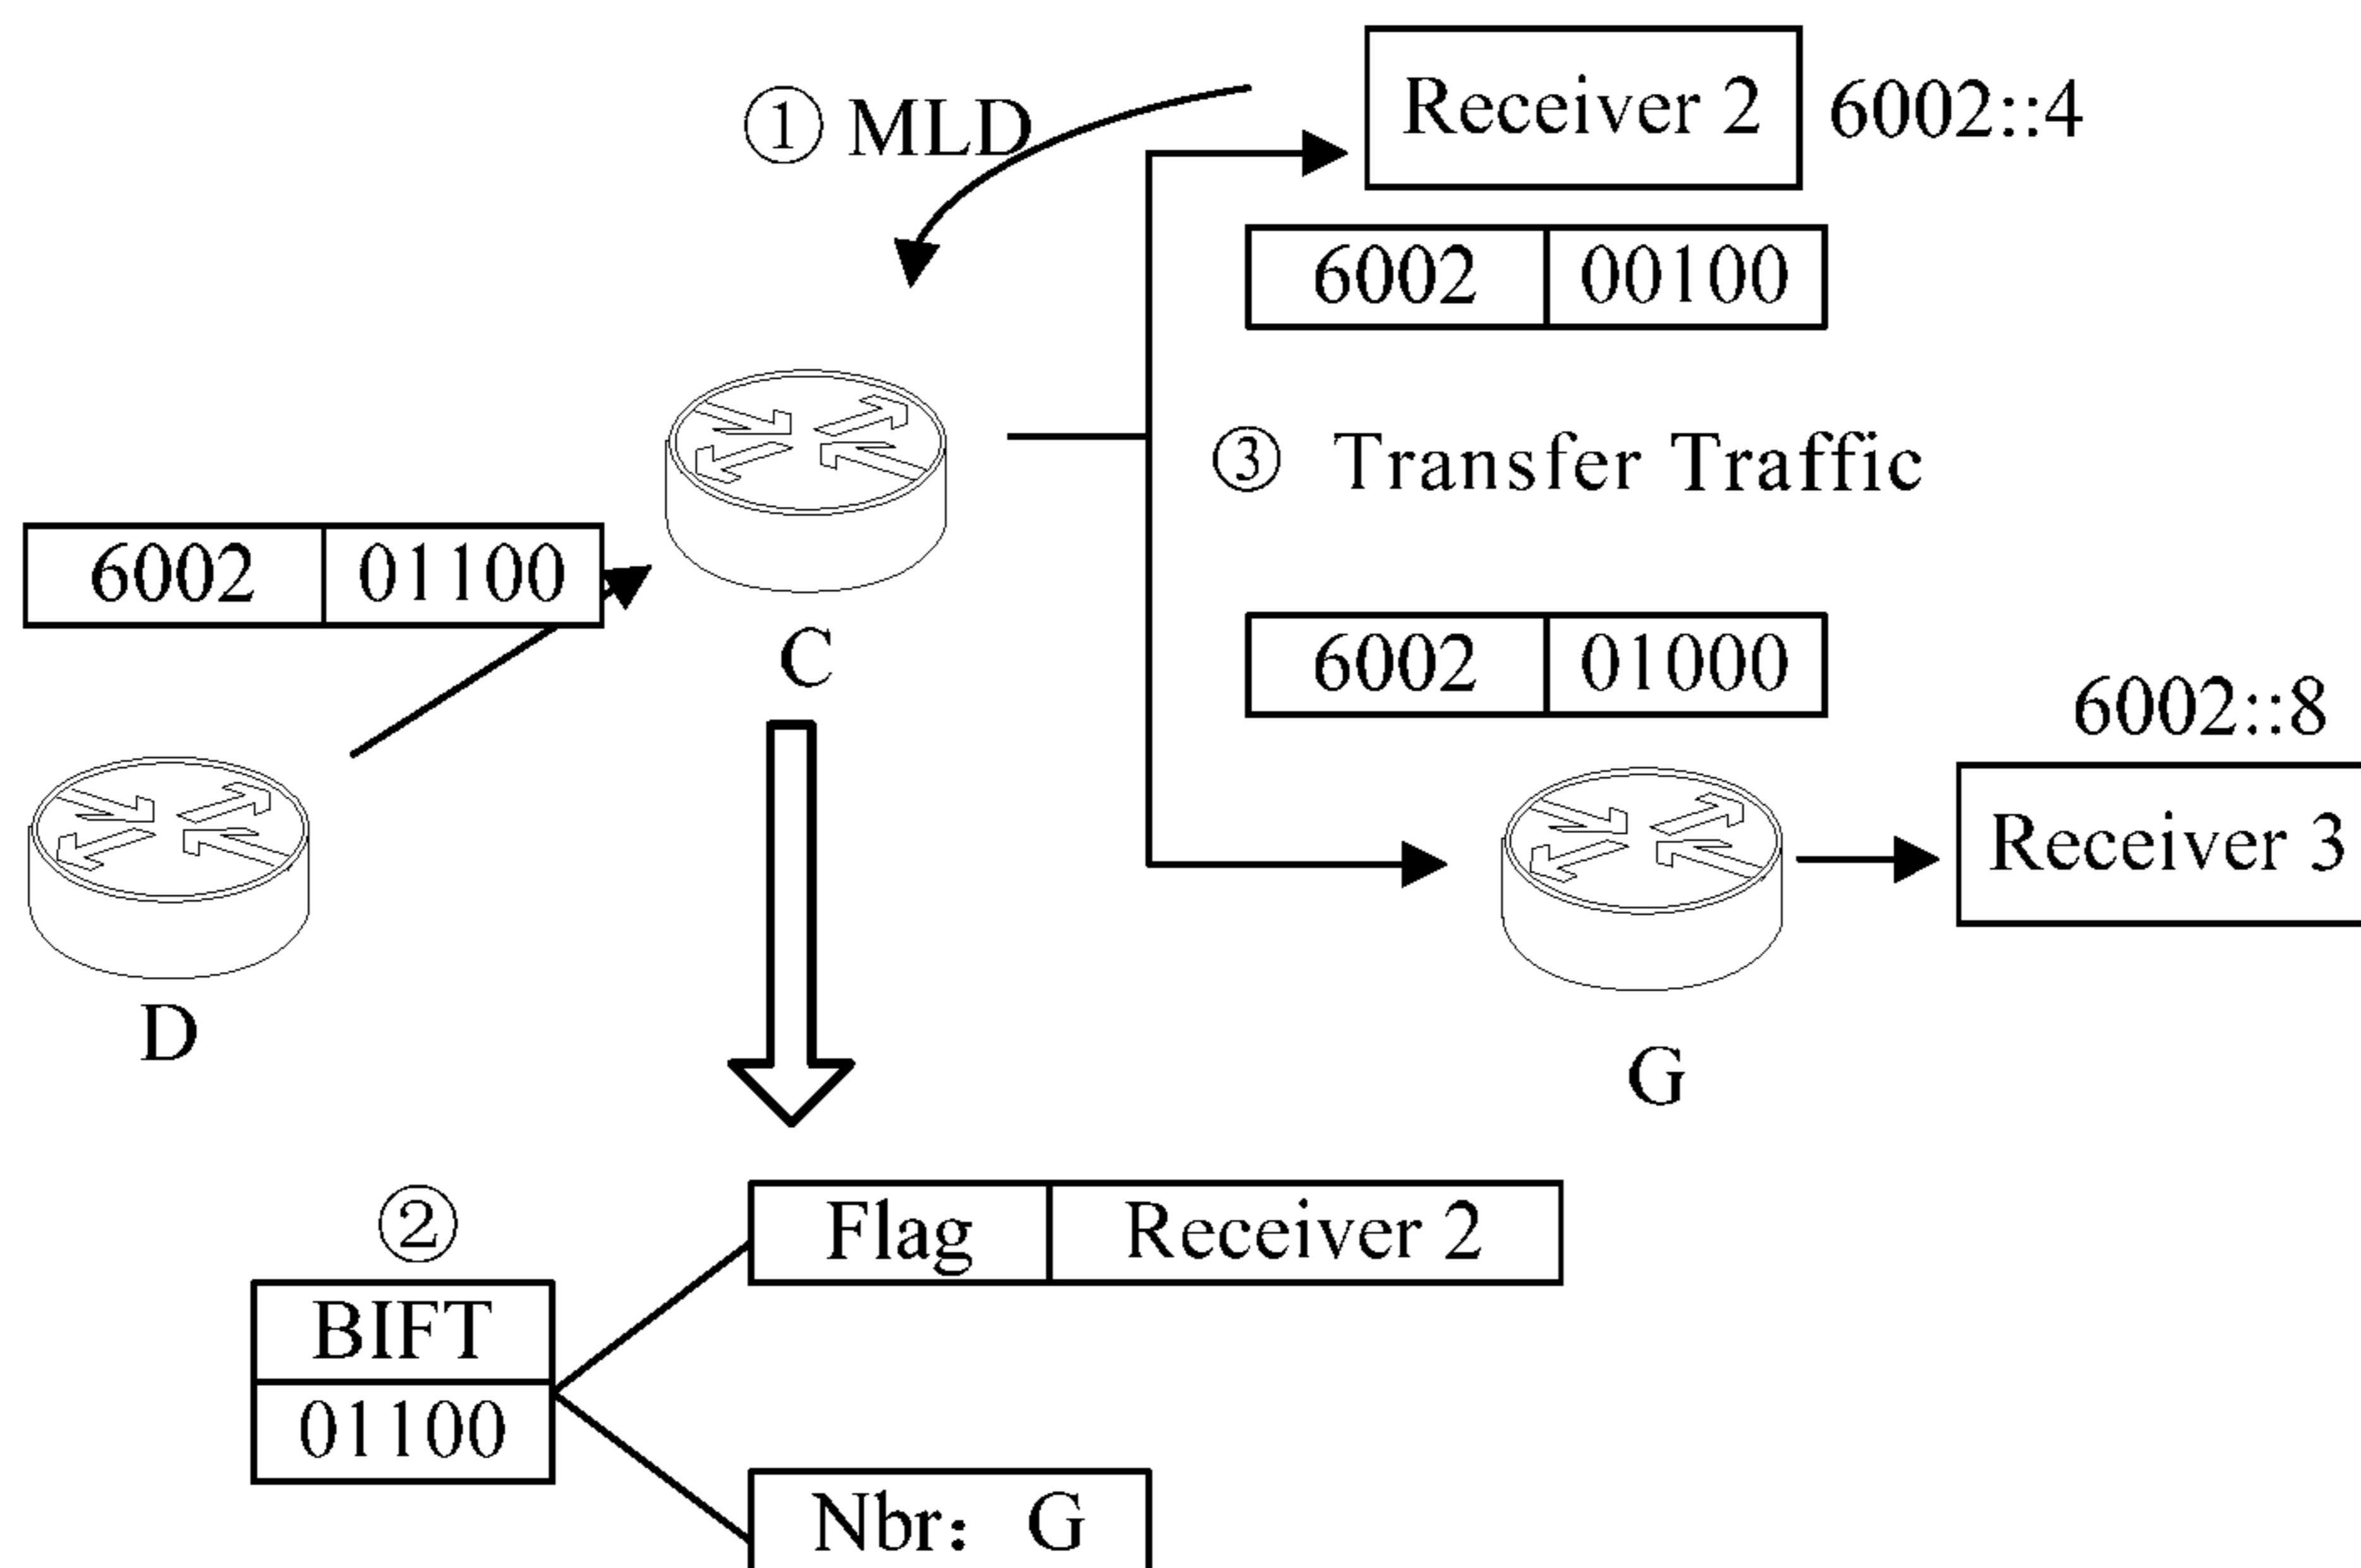 ① MLD
Receiver 2
6002::4
6002 00100
③ Transfer Traffic
6002 01100
C
6002 01000
6002::8
Receiver 3
D
G
②
Flag Receiver 2
BIFT
01100
Nbr: G